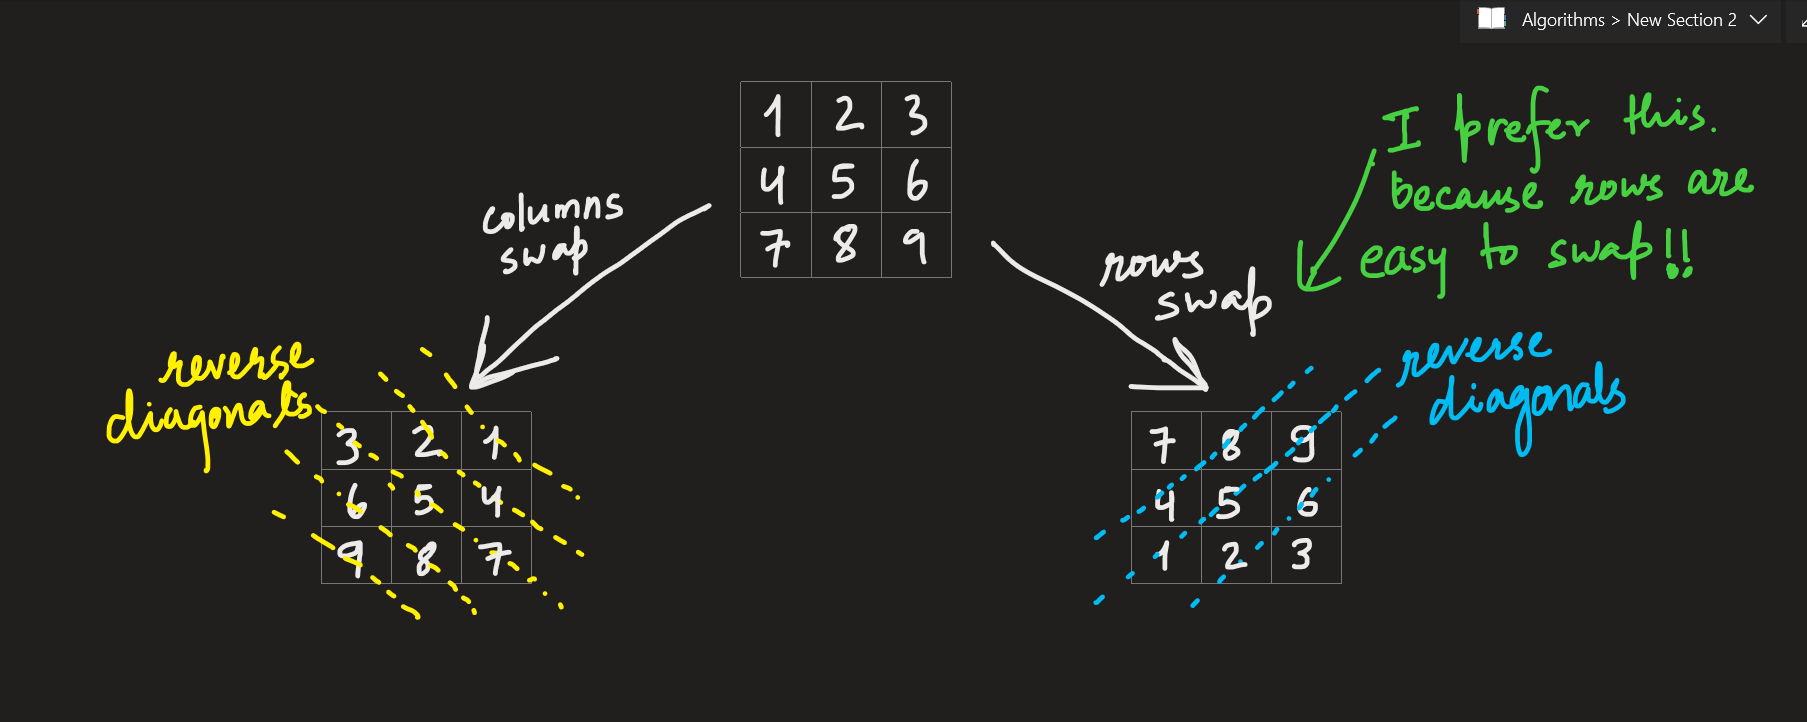 Algorithms > New Section 2
1 2 3
4 5 6
7 8 9
I prefer this.
because rows are
easy to swap!!
columns
swap
rows
swap
reverse
diagonals
3 2 1
6 5 4
9 8 7
reverse
diagonals
7 8 9
4 5 6
1 2 3